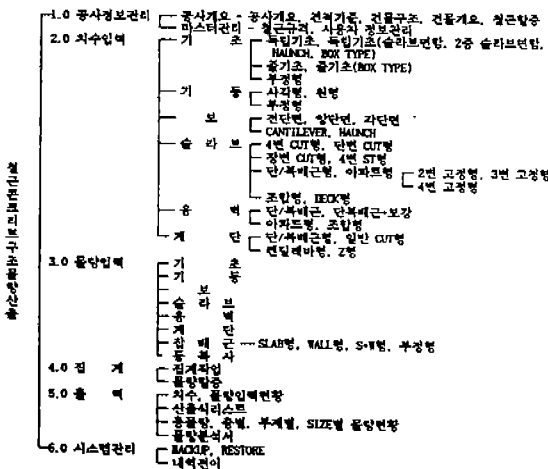 철근콘크리트구조물량산출
1.0 공사정보관리
공사개요 - 공사개요, 면적기준, 건물구조, 건물개요, 철근할증
마스터관리 - 철근규격, 사용자 정보관리
2.0 치수입력
기 초
독립기초, 독립기초(슬라브연합, 2중 슬라브연합,
HAUNCH, BOX TYPE)
줄기초, 줄기초(BOX TYPE)
부정형
기 둥
사각형, 원형
부정형
보
전단면, 양단면, 각단면
CANTILEVER, HAUNCH
슬 라 브
4변 CUT형, 단변 CUT형
장변 CUT형, 4변 ST형
단/복배근형, 아파트형
2변 고정형, 3변 고정형
4변 고정형
조합형, DECK형
옹 벽
단/복배근, 단복배근+보강
아파트형, 조합형
계 단
단/복배근형, 일반 CUT형
켄틸레바형, Z형
3.0 물량입력
기 초
기 둥
보
슬 라 브
옹 벽
계 단
잡 배 근
SLAB형, WALL형, S+W형, 부정형
동 복 사
4.0 집 계
집계작업
물량할증
5.0 출 력
치수, 물량입력현황
산출식리스트
총물량, 층별, 부재별, SIZE별 물량현황
물량분석서
6.0 시스템관리
BACKUP, RESTORE
내역전이